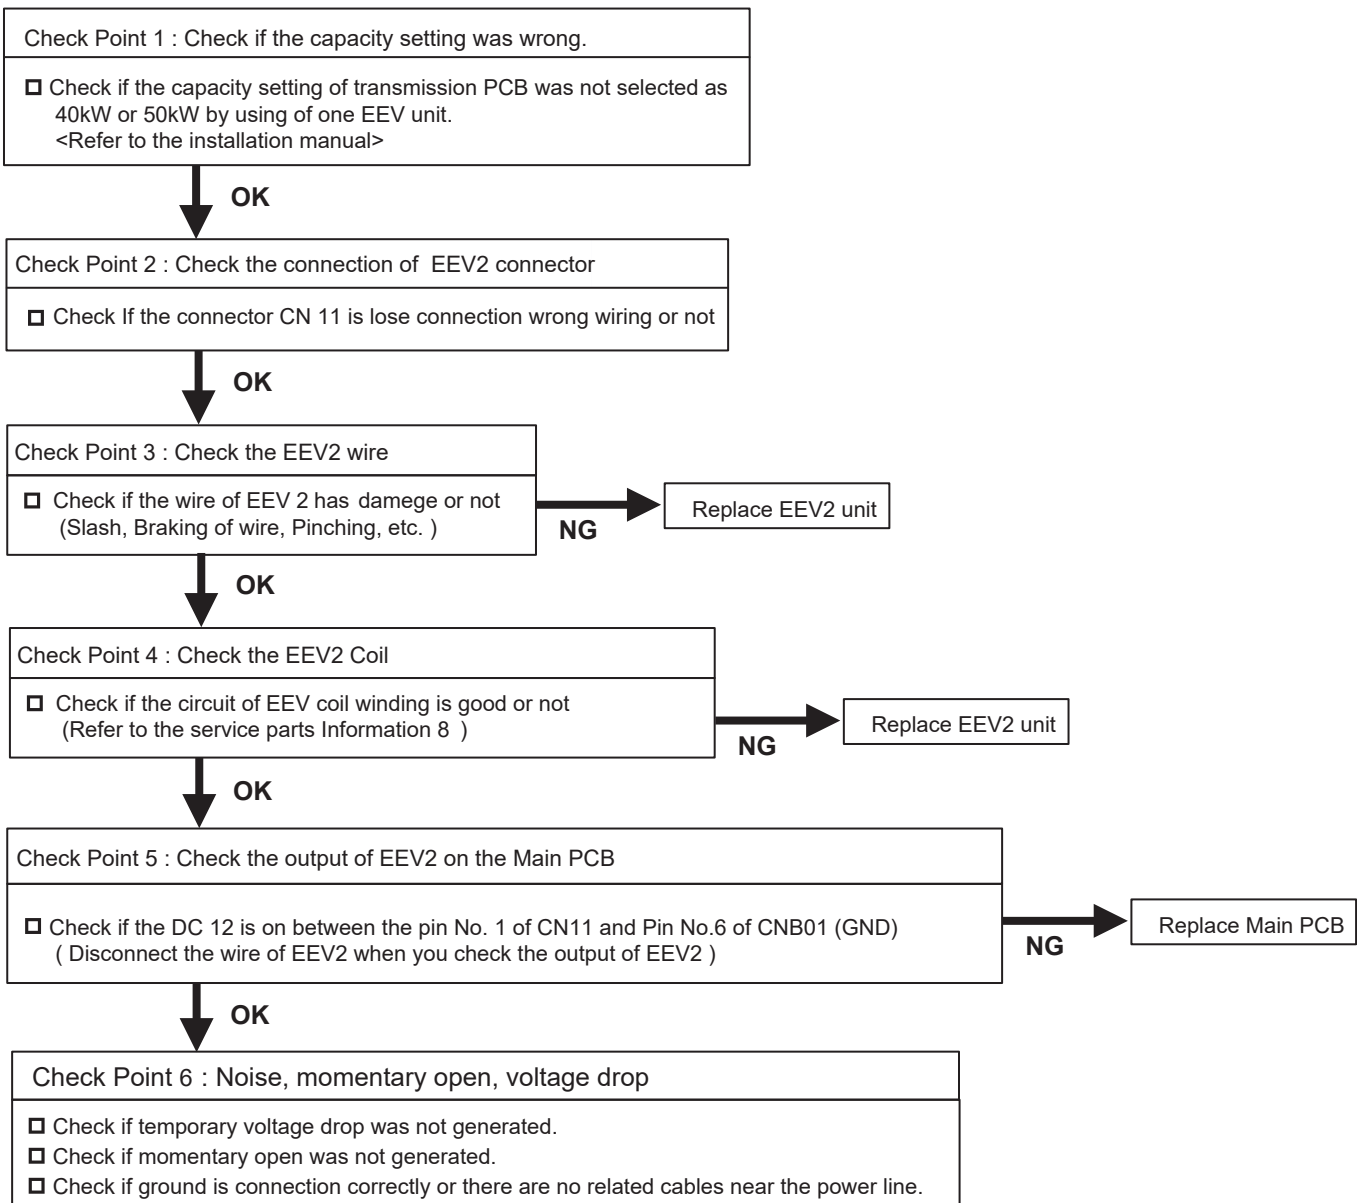 Check Point 1 : Check if the capacity setting was wrong.
Check if the capacity setting of transmission PCB was not selected as
40kW or 50kW by using of one EEV unit.
<Refer to the installation manual>
OK
Check Point 2 : Check the connection of EEV2 connector
Check If the connector CN 11 is lose connection wrong wiring or not
OK
Check Point 3 : Check the EEV2 wire
Check if the wire of EEV 2 has damege or not
(Slash, Braking of wire, Pinching, etc. )
NG
Replace EEV2 unit
OK
Check Point 4 : Check the EEV2 Coil
Check if the circuit of EEV coil winding is good or not
(Refer to the service parts Information 8 )
NG
Replace EEV2 unit
OK
Check Point 5 : Check the output of EEV2 on the Main PCB
Check if the DC 12 is on between the pin No. 1 of CN11 and Pin No.6 of CNB01 (GND)
( Disconnect the wire of EEV2 when you check the output of EEV2 )
NG
Replace Main PCB
OK
Check Point 6 : Noise, momentary open, voltage drop
Check if temporary voltage drop was not generated.
Check if momentary open was not generated.
Check if ground is connection correctly or there are no related cables near the power line.